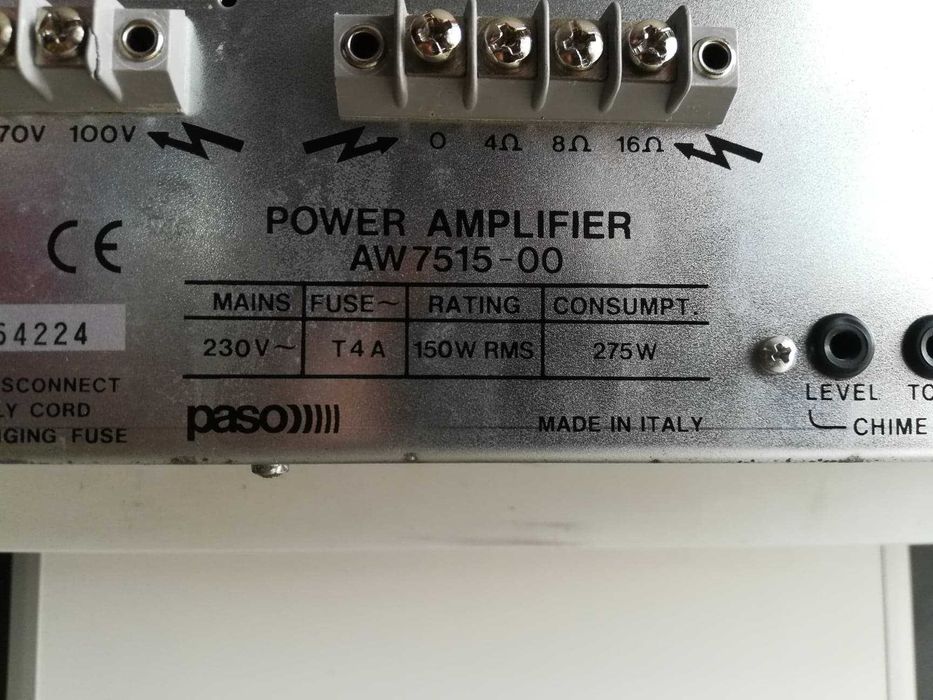 70V 100V
0 4Ω 8Ω 16Ω
POWER AMPLIFIER
AW7515-00
CE
MAINS FUSE~ RATING CONSUMPT.
230V~ T4A 150W RMS 275W
54224
SCONNECT
LY CORD
GING FUSE
paso
MADE IN ITALY
LEVEL TO
CHIME